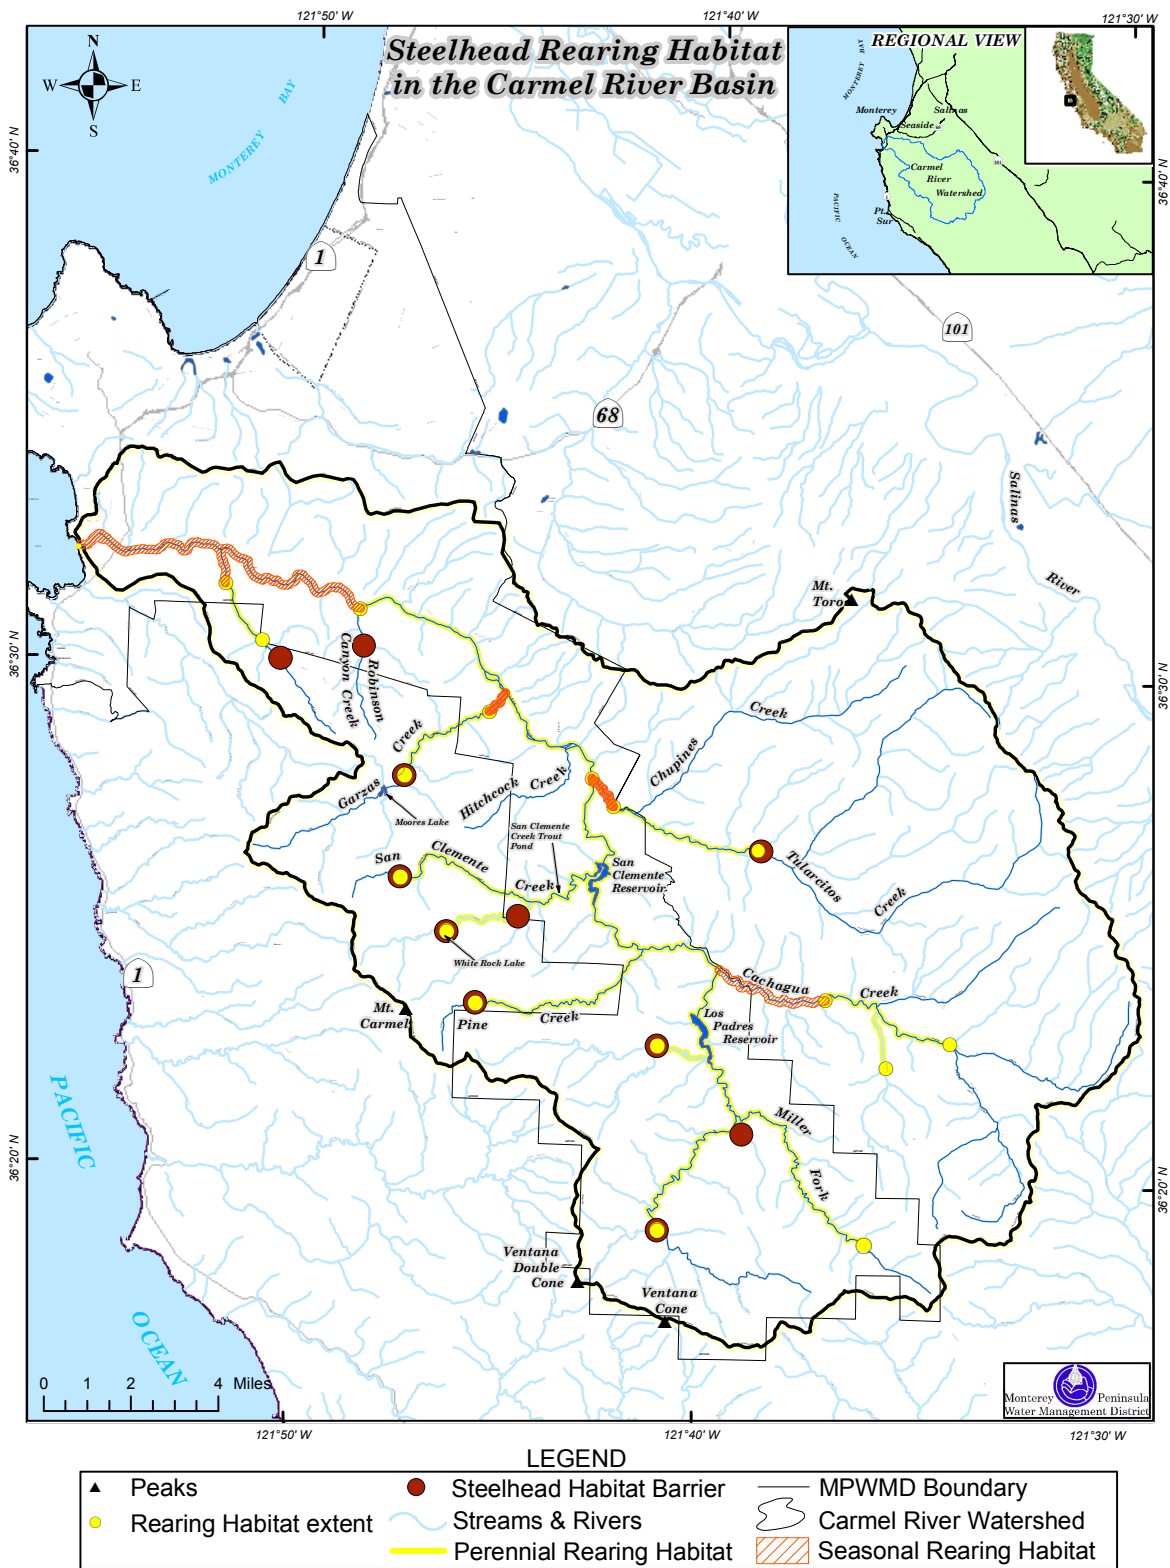 121°50' W
121°40' W
121°30' W
Steelhead Rearing Habitat
in the Carmel River Basin
N
W
E
S
REGIONAL VIEW
MONTEREY
BAY
Monterey
Salinas
Seaside
68
101
Carmel
River
Watershed
1
Pt.
Sur
PACIFIC
OCEAN
MONTEREY
BAY
36°40' N
36°40' N
1
101
68
Salinas
River
Mt.
Toro
36°30' N
36°30' N
Robinson
Canyon Creek
Creek
Garzas
Moores Lake
Hitchcock
Creek
Chupines
Creek
San
Clemente
Creek
San Clemente
Creek Trout
Pond
San
Clemente
Reservoir
Tularcitos
Creek
White Rock Lake
1
Mt.
Carmel
Pine
Creek
Cachagua
Creek
Los
Padres
Reservoir
Miller
Fork
PACIFIC
OCEAN
36°20' N
36°20' N
Ventana
Double
Cone
Ventana
Cone
0 1 2 4 Miles
Monterey Peninsula
Water Management District
121°50' W
121°40' W
121°30' W
LEGEND
Peaks
Steelhead Habitat Barrier
MPWMD Boundary
Rearing Habitat extent
Streams & Rivers
Carmel River Watershed
Perennial Rearing Habitat
Seasonal Rearing Habitat